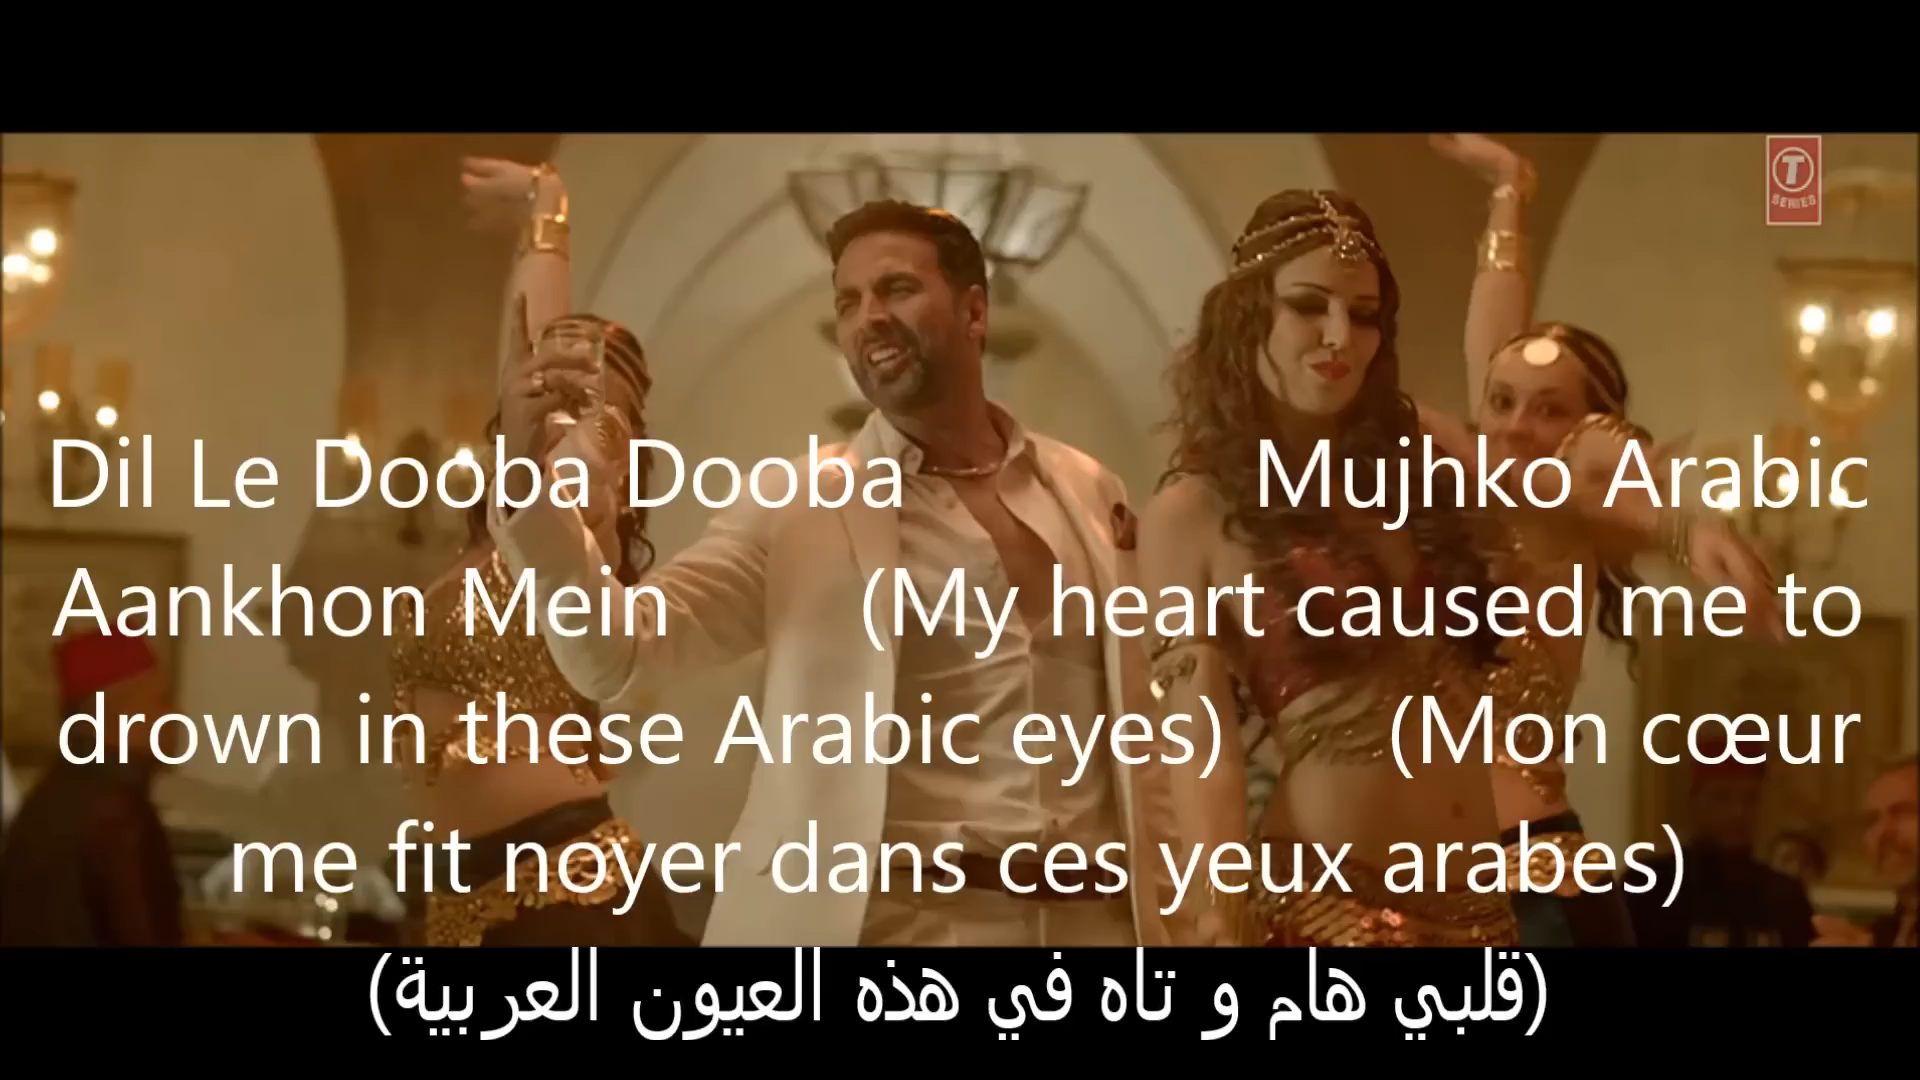 T
SERIES
Dil Le Dooba Dooba Mujhko Arabic
Aankhon Mein (My heart caused me to
drown in these Arabic eyes) (Mon cœur
me fit noyer dans ces yeux arabes)
(قلبي هام و تاه في هذه العيون العربية)